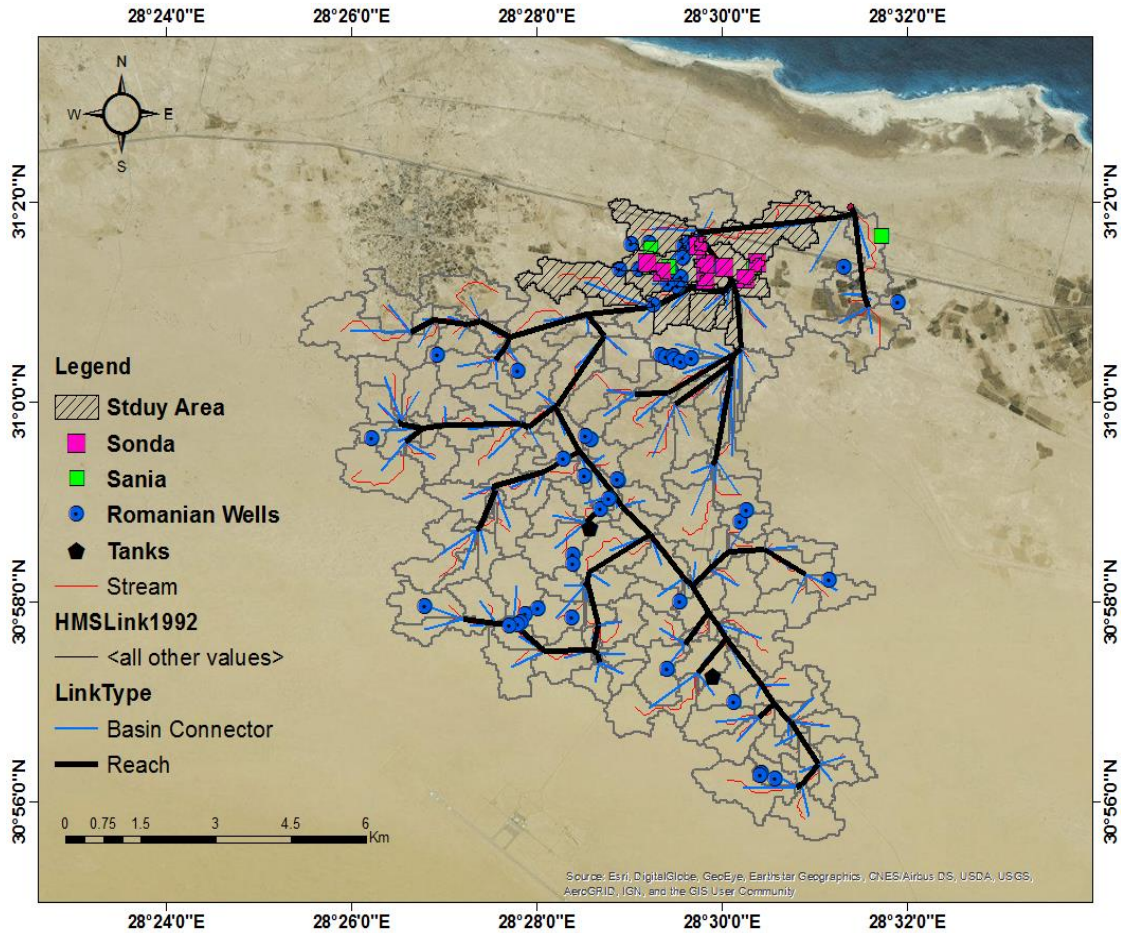 28°24'0"E 28°26'0"E 28°28'0"E 28°30'0"E 28°32'0"E
N
W E
S
31°2'0"N 31°2'0"N
31°0'0"N 31°0'0"N
30°58'0"N 30°58'0"N
30°56'0"N 30°56'0"N
Legend
Stduy Area
Sonda
Sania
Romanian Wells
Tanks
Stream
HMSLink1992
<all other values>
LinkType
Basin Connector
Reach
0 0.75 1.5 3 4.5 6
Km
Source: Esri, DigitalGlobe, GeoEye, Earthstar Geographics, CNES/Airbus DS, USDA, USGS,
AeroGRID, IGN, and the GIS User Community
28°24'0"E 28°26'0"E 28°28'0"E 28°30'0"E 28°32'0"E